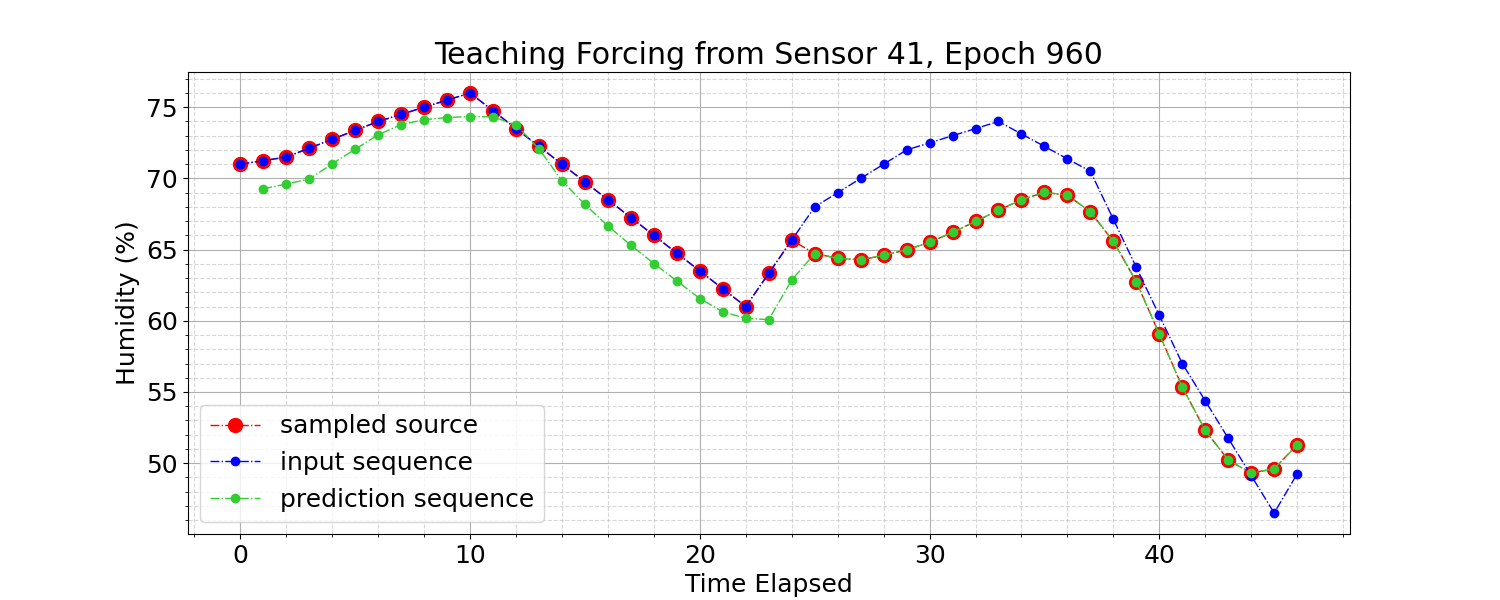 Teaching Forcing from Sensor 41, Epoch 960
Humidity (%)
75
70
65
60
55
50
sampled source
input sequence
prediction sequence
0 10 20 30 40
Time Elapsed